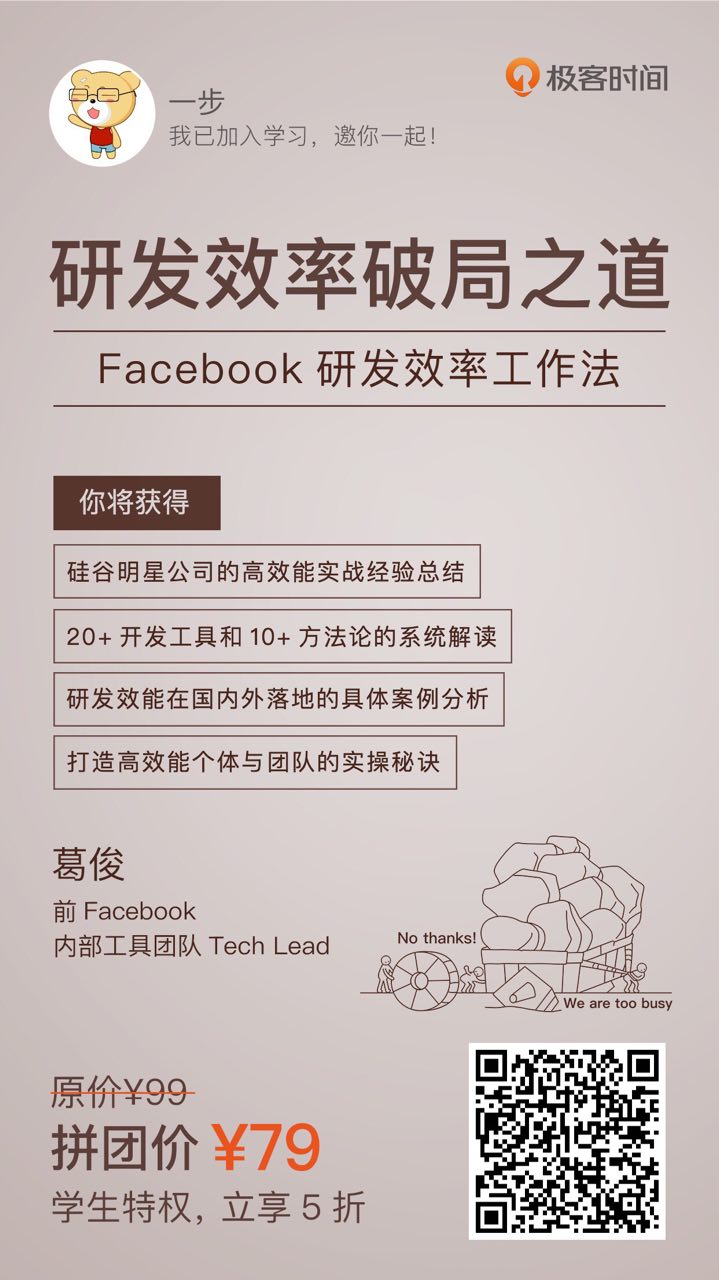 极客时间
一步
我已加入学习，邀你一起！
研发效率破局之道
Facebook 研发效率工作法
你将获得
硅谷明星公司的高效能实战经验总结
20+ 开发工具和 10+ 方法论的系统解读
研发效能在国内外落地的具体案例分析
打造高效能个体与团队的实操秘诀
葛俊
前 Facebook
内部工具团队 Tech Lead
No thanks!
We are too busy
原价¥99
拼团价 ¥79
学生特权，立享 5 折